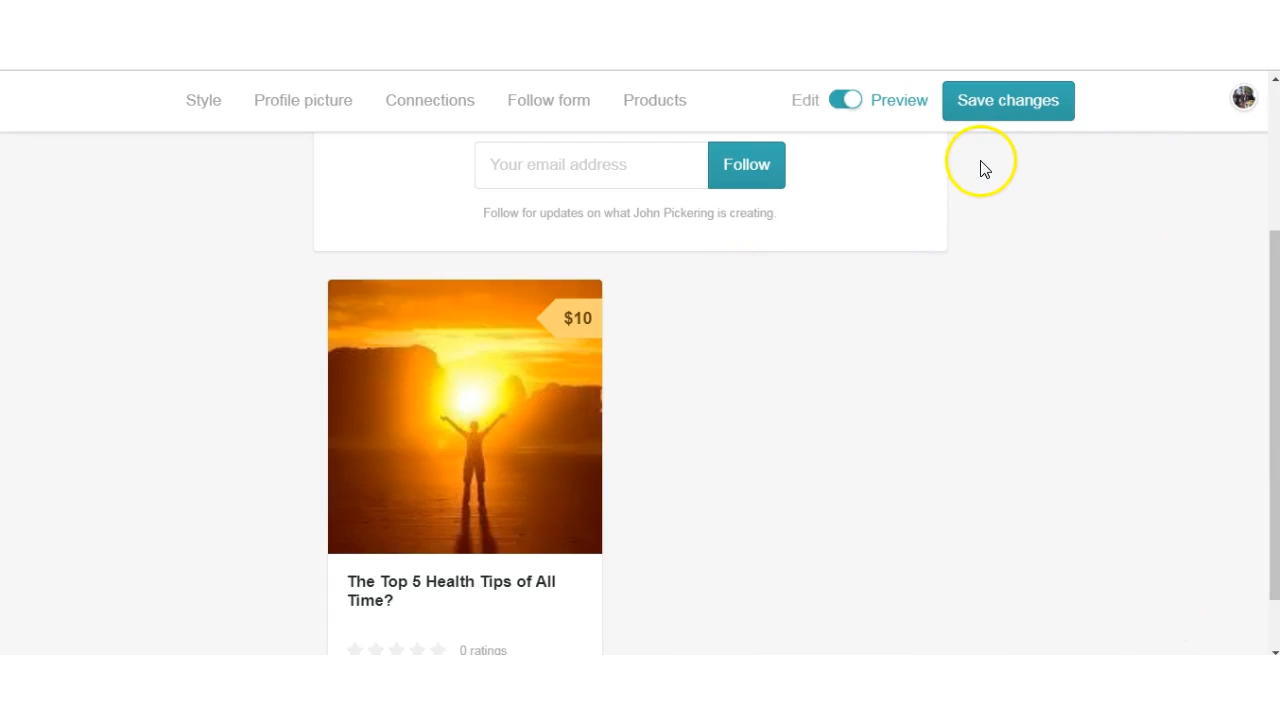 Style Profile picture Connections Follow form Products Edit Preview Save changes
Your email address Follow
Follow for updates on what John Pickering is creating.
$10
The Top 5 Health Tips of All
Time?
0 ratings